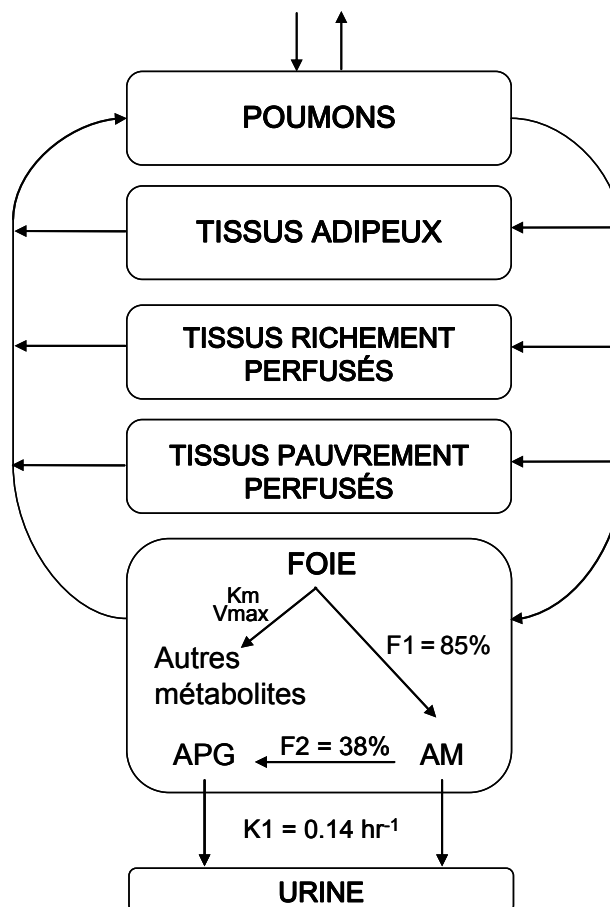 POUMONS
TISSUS ADIPEUX
TISSUS RICHEMENT
PERFUSÉS
TISSUS PAUVREMENT
PERFUSÉS
FOIE
Km
Vmax
F1 = 85%
Autres
métabolites
APG
F2 = 38%
AM
K1 = 0.14 hr⁻¹
URINE